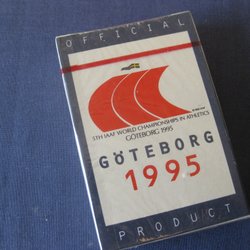 OFFICIAL
5TH IAAF WORLD CHAMPIONSHIPS IN ATHLETICS
GÖTEBORG 1995
GÖTEBORG
1995
PRODUCT